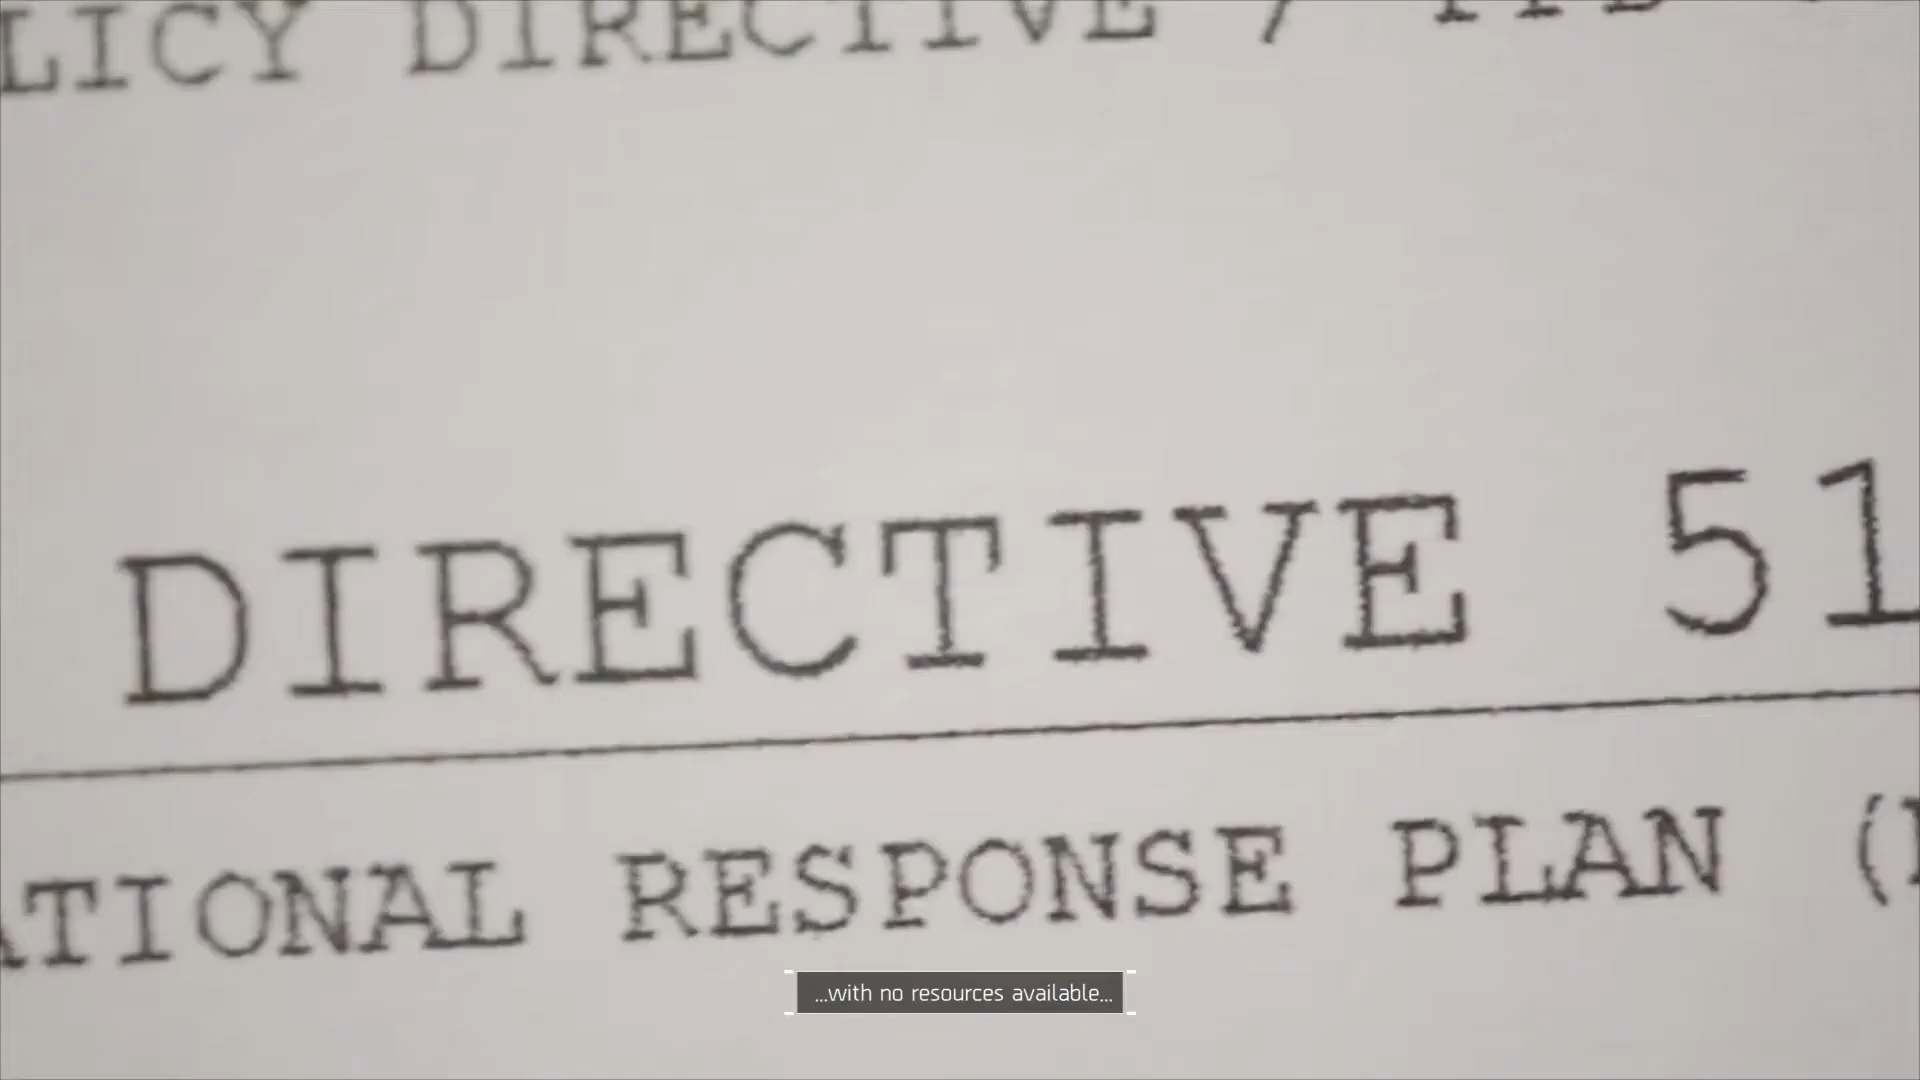 LICY DIRECTIVE /
DIRECTIVE 51
ATIONAL RESPONSE PLAN (
...with no resources available...